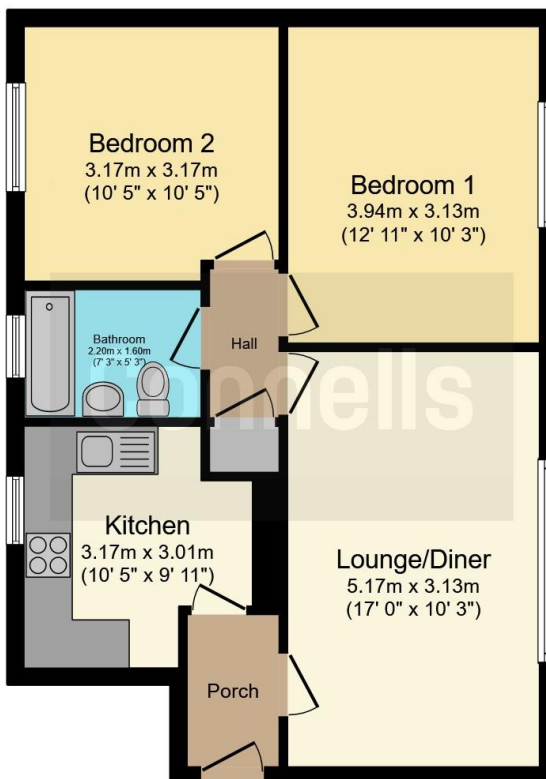 Bedroom 2
3.17m x 3.17m
(10' 5" x 10' 5")
Bedroom 1
3.94m x 3.13m
(12' 11" x 10' 3")
Bathroom
2.20m x 1.60m
(7' 3" x 5' 3")
Hall
connells
Kitchen
3.17m x 3.01m
(10' 5" x 9' 11")
Lounge/Diner
5.17m x 3.13m
(17' 0" x 10' 3")
Porch